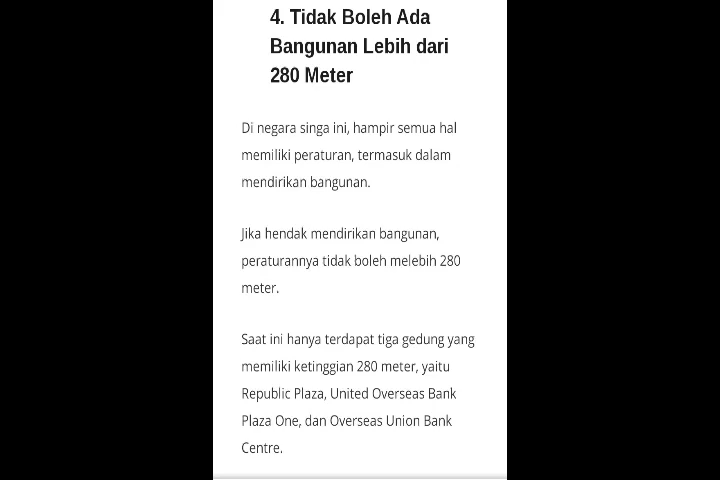 4. Tidak Boleh Ada
Bangunan Lebih dari
280 Meter
Di negara singa ini, hampir semua hal
memiliki peraturan, termasuk dalam
mendirikan bangunan.
Jika hendak mendirikan bangunan,
peraturannya tidak boleh melebih 280
meter.
Saat ini hanya terdapat tiga gedung yang
memiliki ketinggian 280 meter, yaitu
Republic Plaza, United Overseas Bank
Plaza One, dan Overseas Union Bank
Centre.